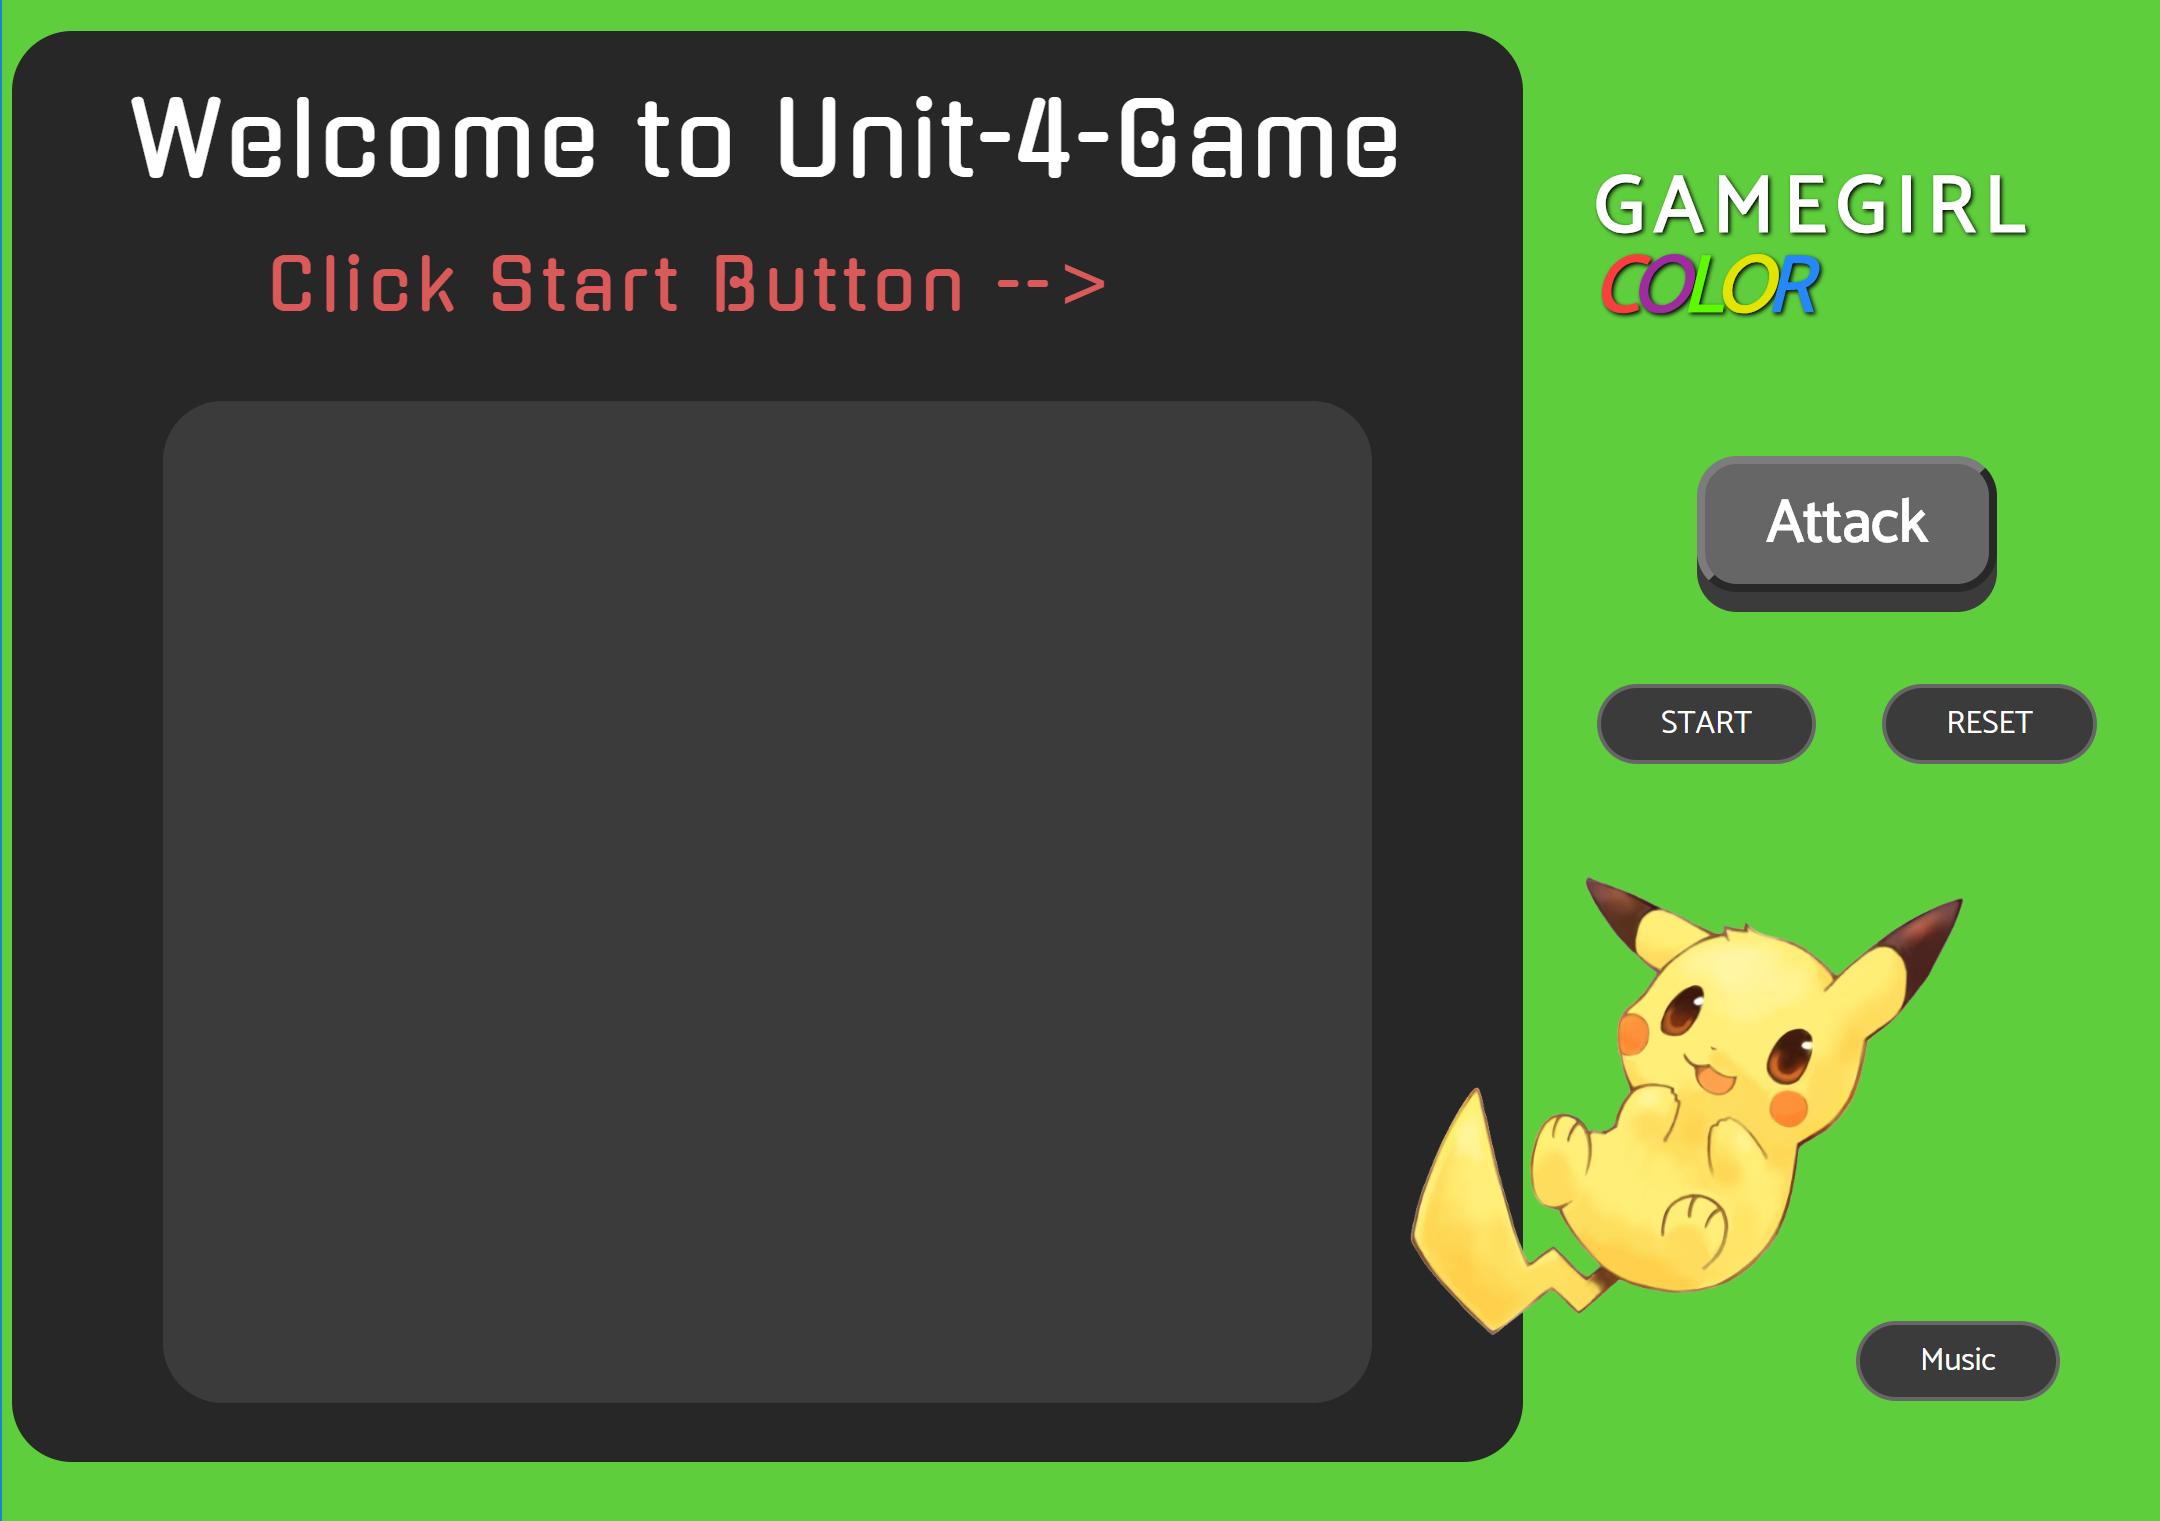 Welcome to Unit-4-Game
Click Start Button -->
GAMEGIRL
COLOR
Attack
START
RESET
Music